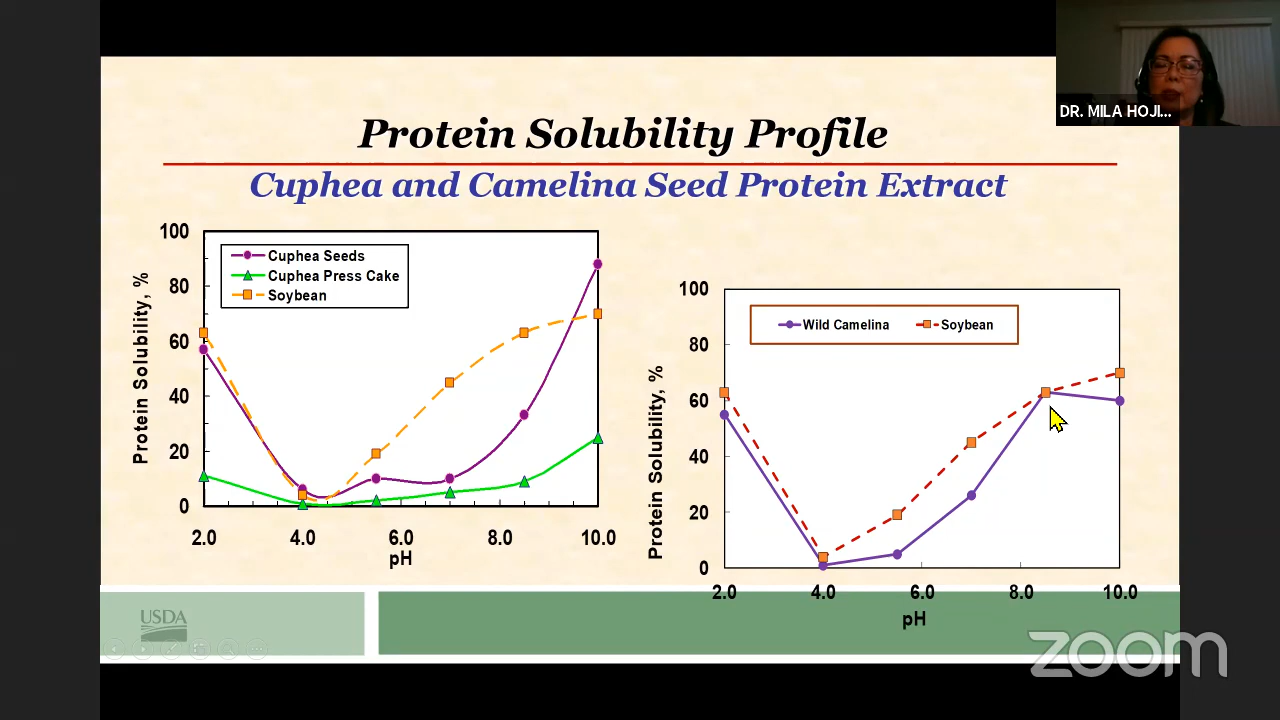 DR. MILA HOJI...
Protein Solubility Profile
Cuphea and Camelina Seed Protein Extract
Protein Solubility, %
100
80
60
40
20
0
Cuphea Seeds
Cuphea Press Cake
Soybean
2.0 4.0 6.0 8.0 10.0
pH
Protein Solubility, %
100
80
60
40
20
0
Wild Camelina Soybean
2.0 4.0 6.0 8.0 10.0
pH
USDA
zoom